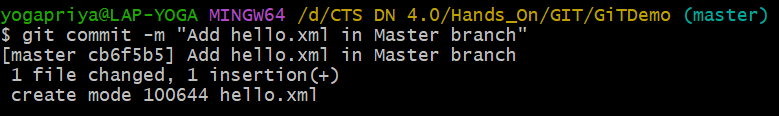 yogapriya@LAP-YOGA MINGW64 /d/CTS DN 4.0/Hands_On/GIT/GiTDemo (master)
$ git commit -m "Add hello.xml in Master branch"
[master cb6f5b5] Add hello.xml in Master branch
 1 file changed, 1 insertion(+)
 create mode 100644 hello.xml